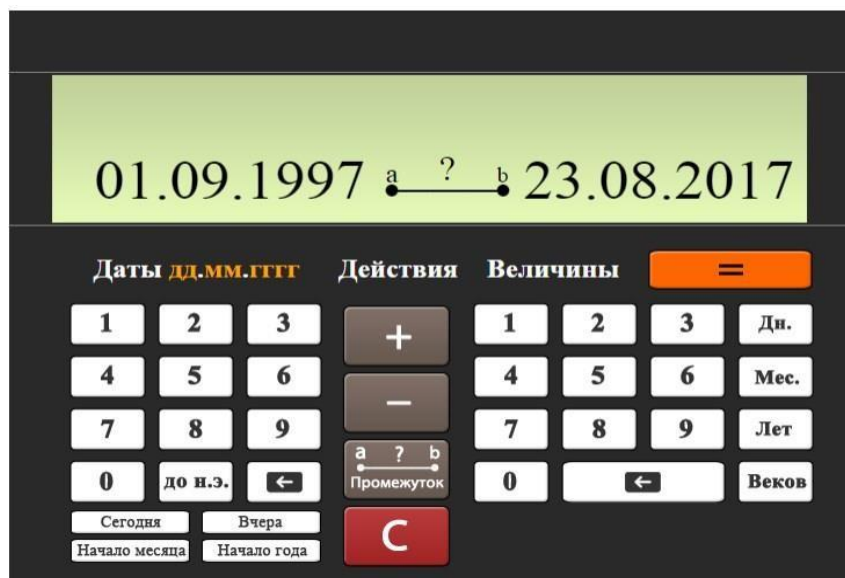 01.09.1997 a ? b 23.08.2017
Даты дд.мм.гггг Действия Величины =
1 2 3 + 1 2 3 Дн.
4 5 6 − 4 5 6 Мес.
7 8 9 a ? b 7 8 9 Лет
0 до н.э. ← Промежуток 0 ← Веков
Сегодня Вчера C
Начало месяца Начало года